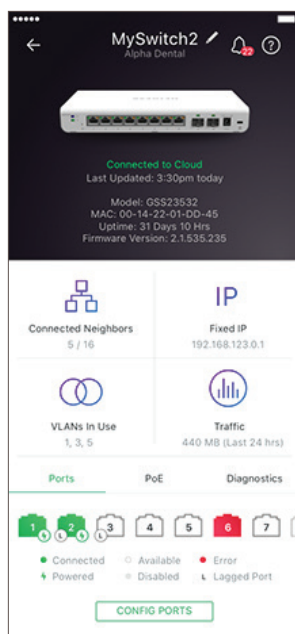 MySwitch2
22
?
Alpha Dental
Connected to Cloud
Last Updated: 3:30pm today
Model: GSS23532
MAC: 00-14-22-01-DD-45
Uptime: 31 Days 10 Hrs
Firmware Version: 2.1.535.235
IP
Connected Neighbors
5 / 16
Fixed IP
192.168.123.0.1
VLANs In Use
1, 3, 5
Traffic
440 MB (Last 24 hrs)
Ports PoE Diagnostics
1 L 2 L 3 4 5 6 7
Connected Available Error
Powered Disabled L Lagged Port
CONFIG PORTS